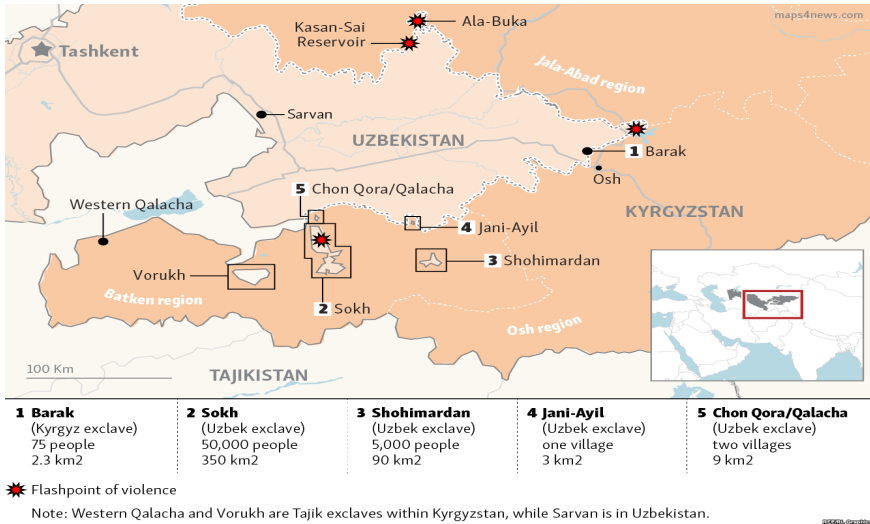 maps4news.com
Kasan-Sai
Reservoir
Ala-Buka
Tashkent
Jala-Abad region
Sarvan
UZBEKISTAN
1 Barak
Osh
5 Chon Qora/Qalacha
Western Qalacha
KYRGYZSTAN
4 Jani-Ayil
3 Shohimardan
Vorukh
Batken region
2 Sokh
Osh region
100 Km
TAJIKISTAN
1 Barak
(Kyrgyz exclave)
75 people
2.3 km2
2 Sokh
(Uzbek exclave)
50,000 people
350 km2
3 Shohimardan
(Uzbek exclave)
5,000 people
90 km2
4 Jani-Ayil
(Uzbek exclave)
one village
3 km2
5 Chon Qora/Qalacha
(Uzbek exclave)
two villages
9 km2
Flashpoint of violence
Note: Western Qalacha and Vorukh are Tajik exclaves within Kyrgyzstan, while Sarvan is in Uzbekistan.
RFE/RL Graphic